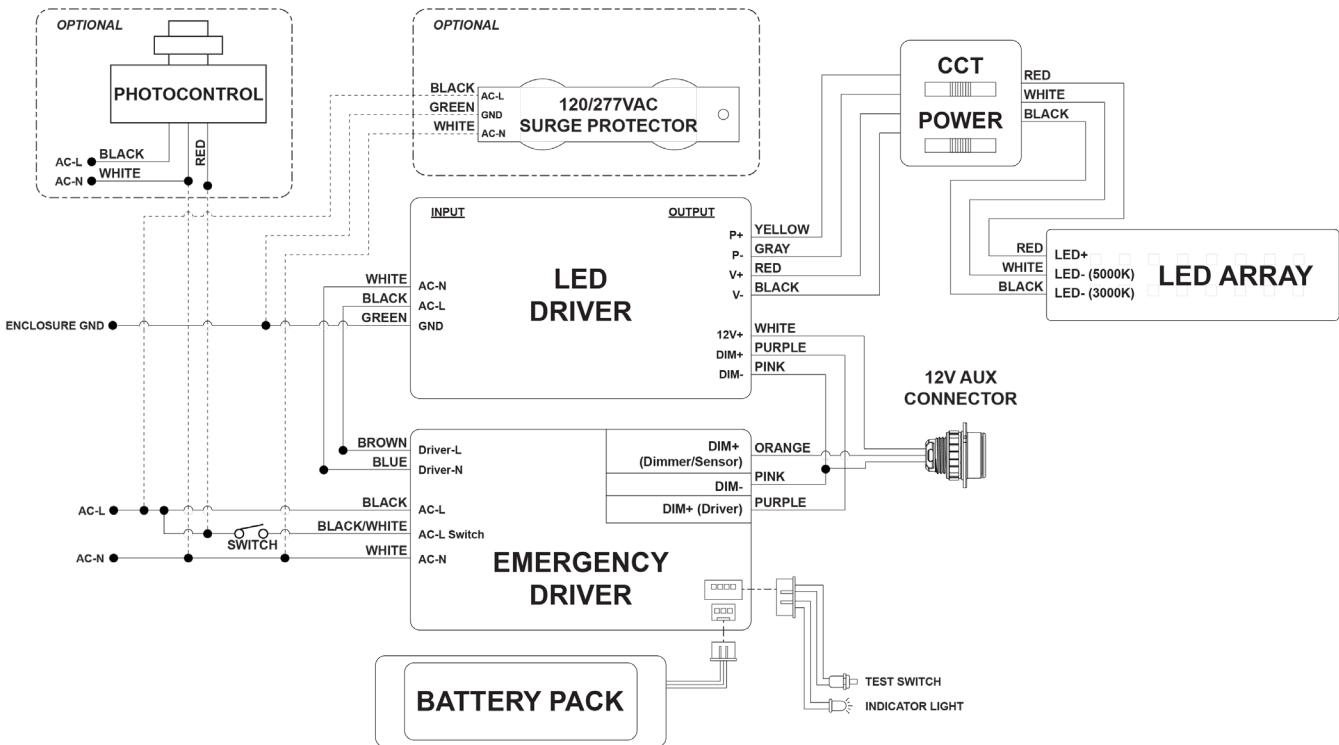 OPTIONAL
PHOTOCONTROL
AC-L
BLACK
AC-N
WHITE
RED
OPTIONAL
BLACK
GREEN
WHITE
AC-L
GND
AC-N
120/277VAC
SURGE PROTECTOR
CCT
POWER
RED
WHITE
BLACK
INPUT
OUTPUT
LED
DRIVER
WHITE
BLACK
GREEN
AC-N
AC-L
GND
P+
P-
V+
V-
12V+
DIM+
DIM-
YELLOW
GRAY
RED
BLACK
WHITE
PURPLE
PINK
RED
WHITE
BLACK
LED+
LED- (5000K)
LED- (3000K)
LED ARRAY
ENCLOSURE GND
12V AUX
CONNECTOR
BROWN
BLUE
BLACK
BLACK/WHITE
WHITE
Driver-L
Driver-N
AC-L
AC-L Switch
AC-N
DIM+
(Dimmer/Sensor)
DIM-
DIM+ (Driver)
ORANGE
PINK
PURPLE
AC-L
SWITCH
AC-N
EMERGENCY
DRIVER
BATTERY PACK
TEST SWITCH
INDICATOR LIGHT